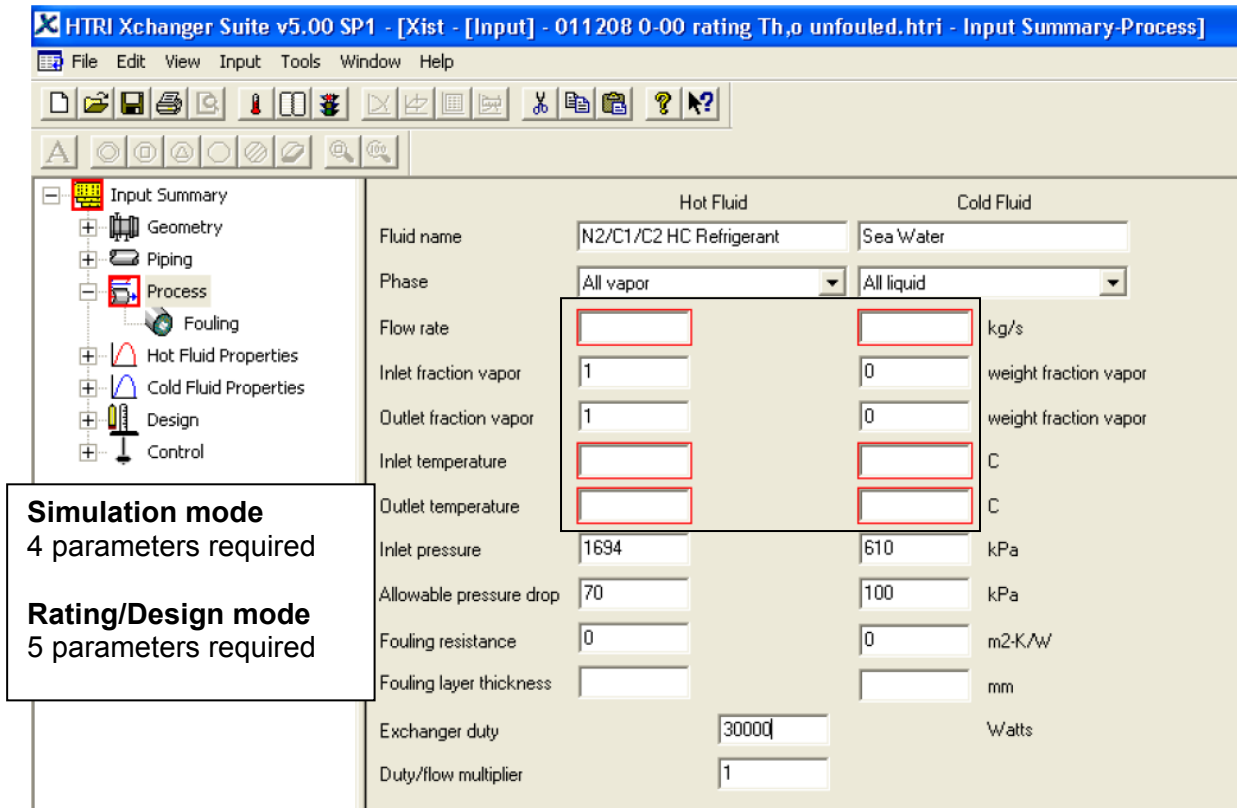 HTRI Xchanger Suite v5.00 SP1 - [Xist - [Input] - 011208 0-00 rating Th,o unfouled.htri - Input Summary-Process]
File Edit View Input Tools Window Help
A
Input Summary
Geometry
Piping
Process
Fouling
Hot Fluid Properties
Cold Fluid Properties
Design
Control
Simulation mode
4 parameters required
Rating/Design mode
5 parameters required
Hot Fluid Cold Fluid
Fluid name N2/C1/C2 HC Refrigerant Sea Water
Phase All vapor All liquid
Flow rate kg/s
Inlet fraction vapor 1 0 weight fraction vapor
Outlet fraction vapor 1 0 weight fraction vapor
Inlet temperature C
Outlet temperature C
Inlet pressure 1694 610 kPa
Allowable pressure drop 70 100 kPa
Fouling resistance 0 0 m2-K/W
Fouling layer thickness mm
Exchanger duty 30000 Watts
Duty/flow multiplier 1